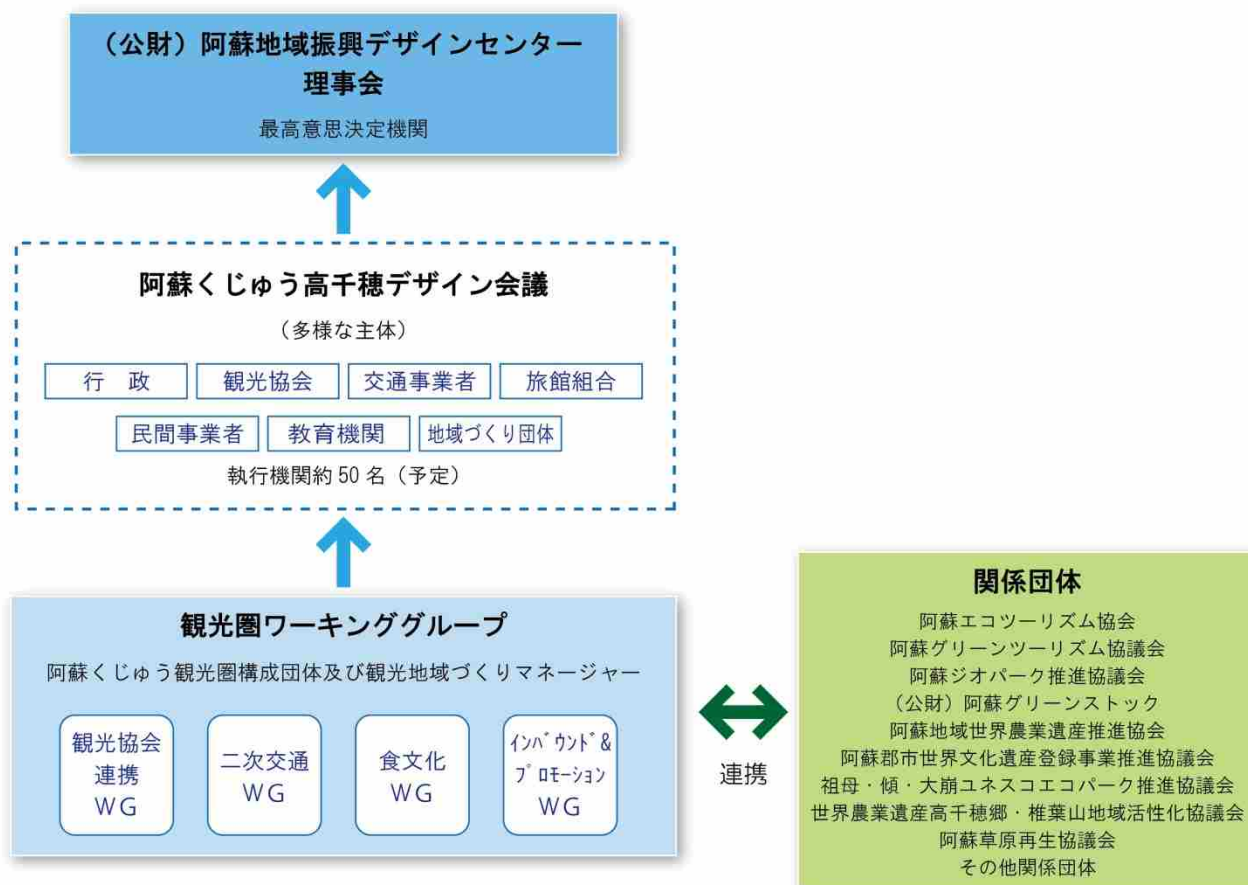 （公財）阿蘇地域振興デザインセンター
理事会
最高意思決定機関
阿蘇くじゅう高千穂デザイン会議
（多様な主体）
行　政
観光協会
交通事業者
旅館組合
民間事業者
教育機関
地域づくり団体
執行機関約 50 名（予定）
観光圏ワーキンググループ
阿蘇くじゅう観光圏構成団体及び観光地域づくりマネージャー
観光協会
連携
ＷＧ
二次交通
ＷＧ
食文化
ＷＧ
ｲﾝﾊﾞｳﾝﾄﾞ＆
ﾌﾟﾛﾓｰｼｮﾝ
ＷＧ
連携
関係団体
阿蘇エコツーリズム協会
阿蘇グリーンツーリズム協議会
阿蘇ジオパーク推進協議会
（公財）阿蘇グリーンストック
阿蘇地域世界農業遺産推進協会
阿蘇郡市世界文化遺産登録事業推進協議会
祖母・傾・大崩ユネスコエコパーク推進協議会
世界農業遺産高千穂郷・椎葉山地域活性化協議会
阿蘇草原再生協議会
その他関係団体